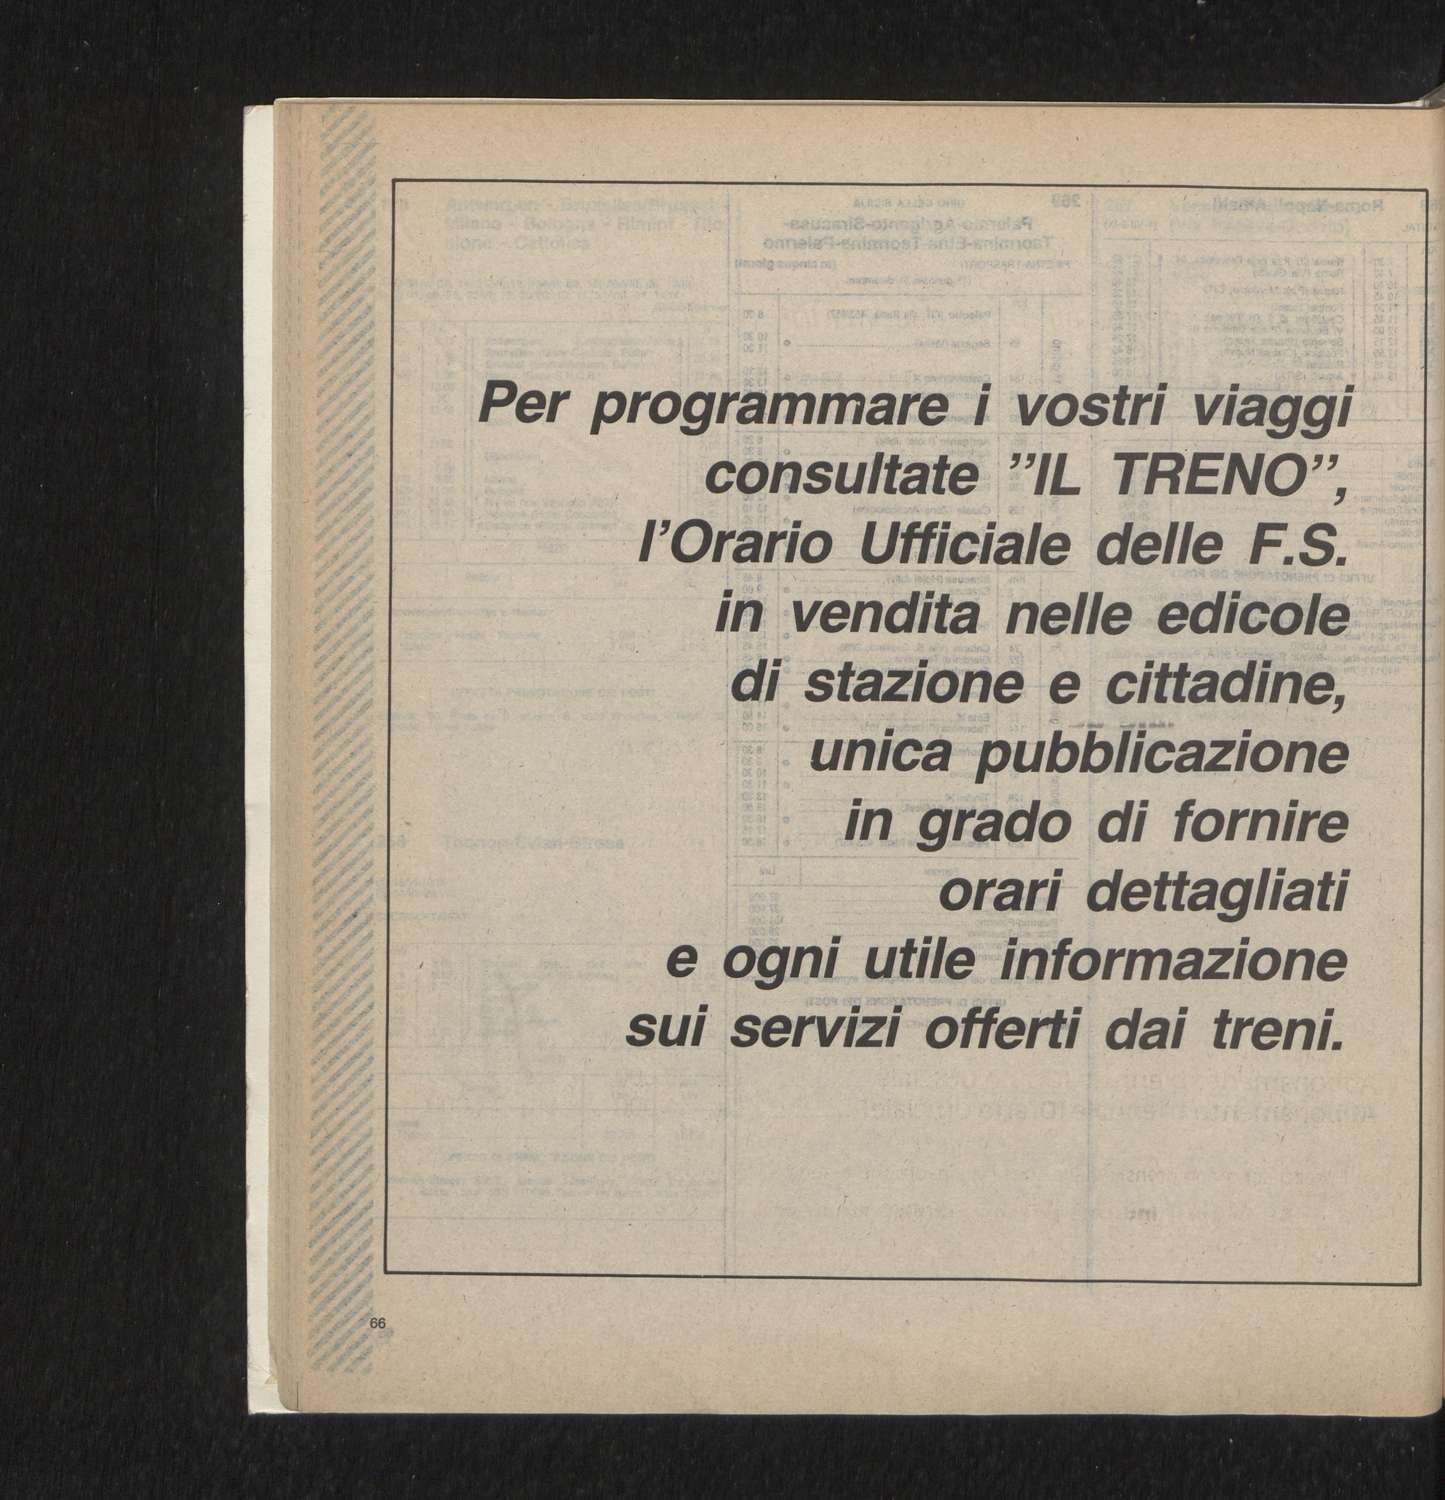 Per programmare i vostri viaggi
consultate ”IL TRENO”,
l’Orario Ufficiale delle F.S.
in vendita nelle edicole
di stazione e cittadine,
unica pubblicazione
in grado di fornire
orari dettagliati
e ogni utile informazione
sui servizi offerti dai treni.
66